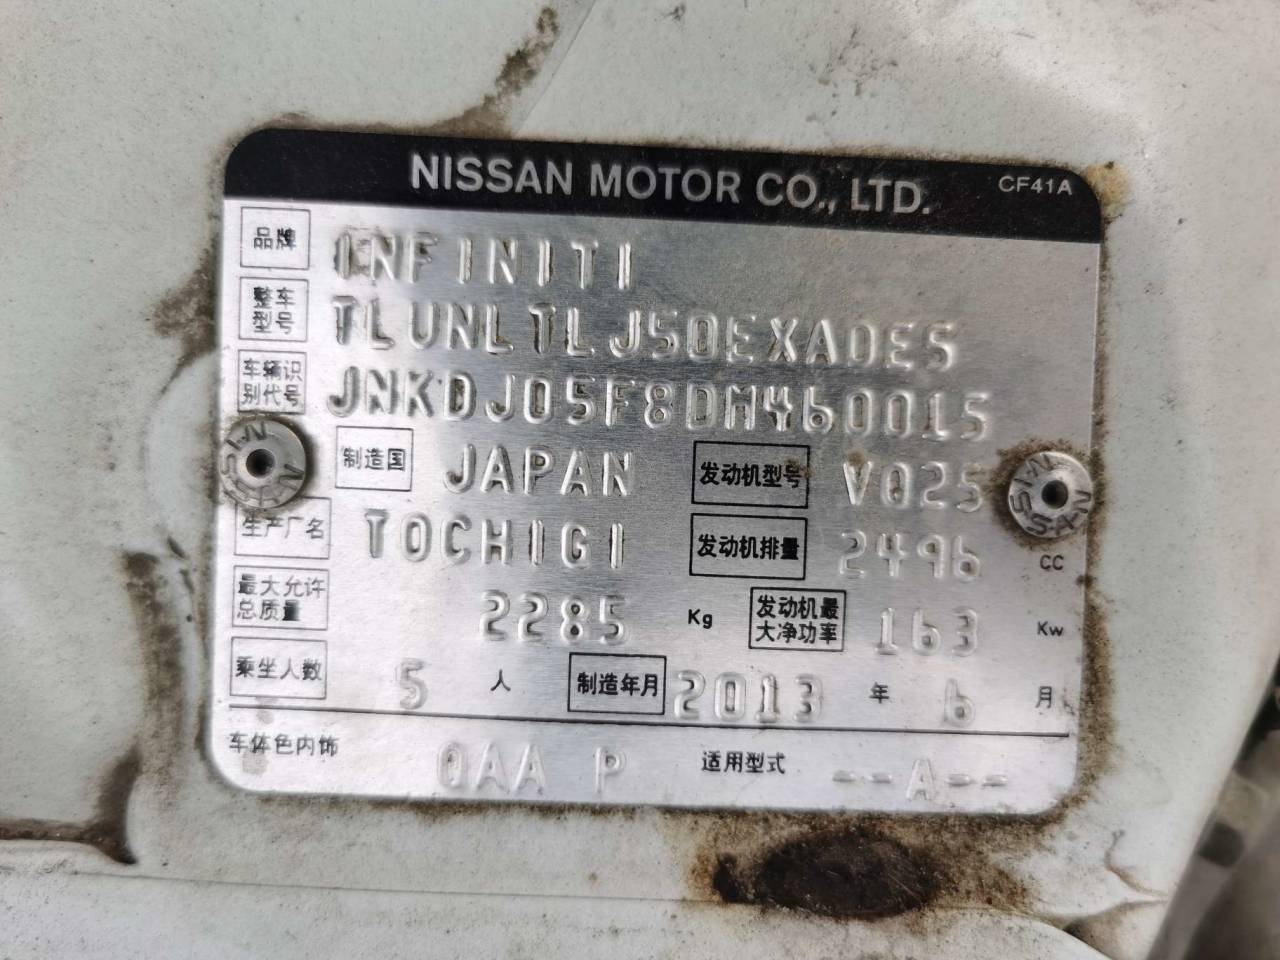 NISSAN MOTOR CO., LTD. CF41A
品牌 INFINITI
整车型号 TLUNLTLJ50EXA0E5
车辆识别代号 JNKDJ05F8DM460015
制造国 JAPAN 发动机型号 VQ25
生产厂名 TOCHIGI 发动机排量 2496 CC
最大允许总质量 2285 Kg 发动机最大净功率 163 Kw
乘坐人数 5 人 制造年月 2013 年 6 月
车体色内饰 QAA P 适用型式 --A--
NISSAN
NISSAN